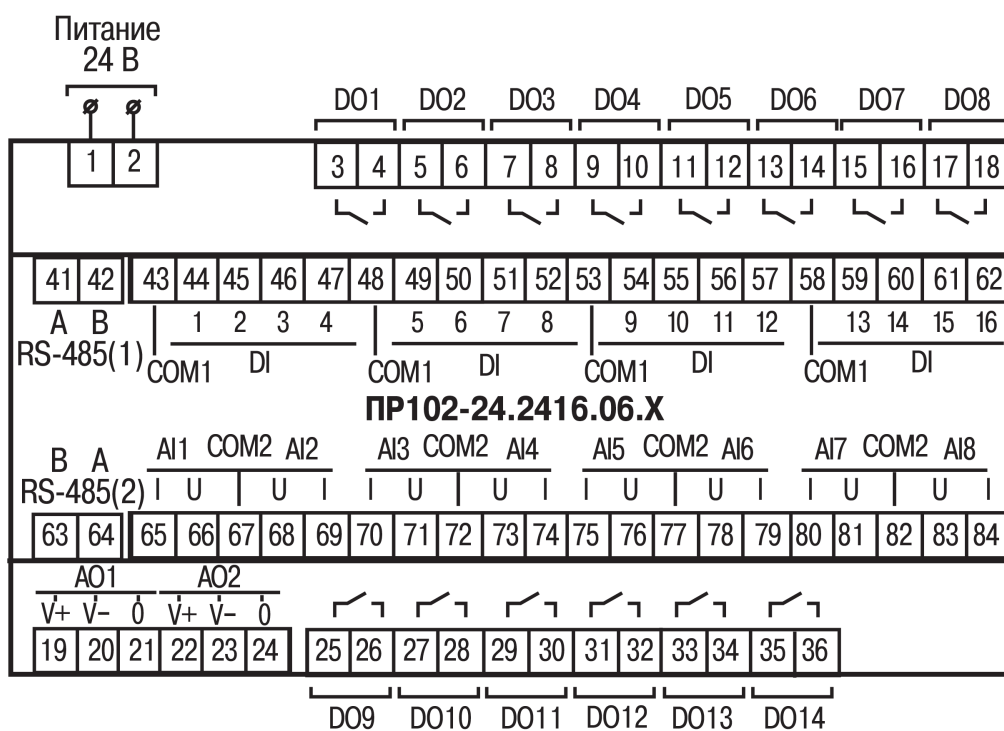 Питание
24 В
DO1 DO2 DO3 DO4 DO5 DO6 DO7 DO8
1 2 3 4 5 6 7 8 9 10 11 12 13 14 15 16 17 18
41 42 43 44 45 46 47 48 49 50 51 52 53 54 55 56 57 58 59 60 61 62
A B 1 2 3 4 5 6 7 8 9 10 11 12 13 14 15 16
RS-485(1) COM1 DI COM1 DI COM1 DI COM1 DI
ПР102-24.2416.06.X
B A AI1 COM2 AI2 AI3 COM2 AI4 AI5 COM2 AI6 AI7 COM2 AI8
RS-485(2) I U U I I U U I I U U I I U U I
63 64 65 66 67 68 69 70 71 72 73 74 75 76 77 78 79 80 81 82 83 84
AO1 AO2
V+ V- 0 V+ V- 0
19 20 21 22 23 24 25 26 27 28 29 30 31 32 33 34 35 36
DO9 DO10 DO11 DO12 DO13 DO14